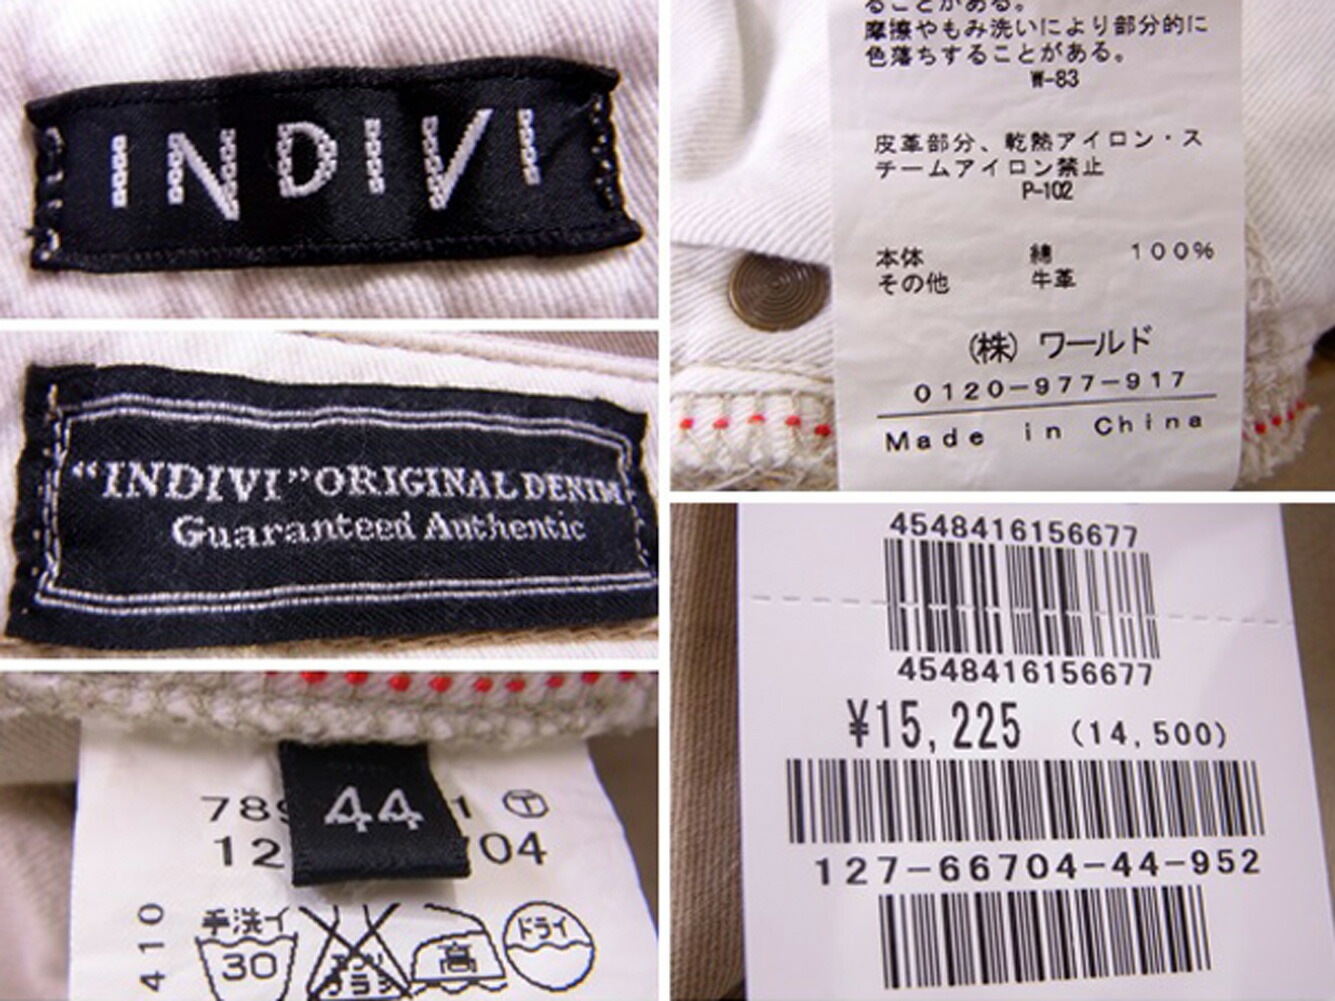 INDIVI
“INDIVI”ORIGINAL DENIM
Guaranteed Authentic
44
04
410
手洗イ
30
高
ドライ
ることがある。
摩擦やもみ洗いにより部分的に
色落ちすることがある。
W-83
皮革部分、乾熱アイロン・ス
チームアイロン禁止
P-102
本体 綿 100%
その他 牛革
(株) ワールド
0120-977-917
Made in China
4548416156677
4548416156677
¥15,225 (14,500)
127-66704-44-952